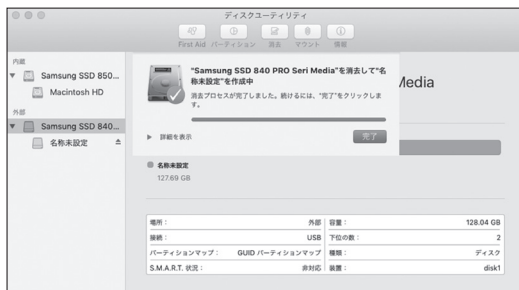 ディスクユーティリティ
First Aid パーティション 消去 マウント 情報
内蔵
Samsung SSD 850...
Macintosh HD
外部
Samsung SSD 840...
名称未設定
"Samsung SSD 840 PRO Seri Media"を消去して"名
称未設定"を作成中
消去プロセスが完了しました。続けるには、"完了"をクリックしま
す。
詳細を表示
完了
Media
名称未設定
127.69 GB
場所： 外部 容量： 128.04 GB
接続： USB 下位の数： 2
パーティションマップ： GUID パーティションマップ 種類： ディスク
S.M.A.R.T. 状況： 非対応 装置： disk1